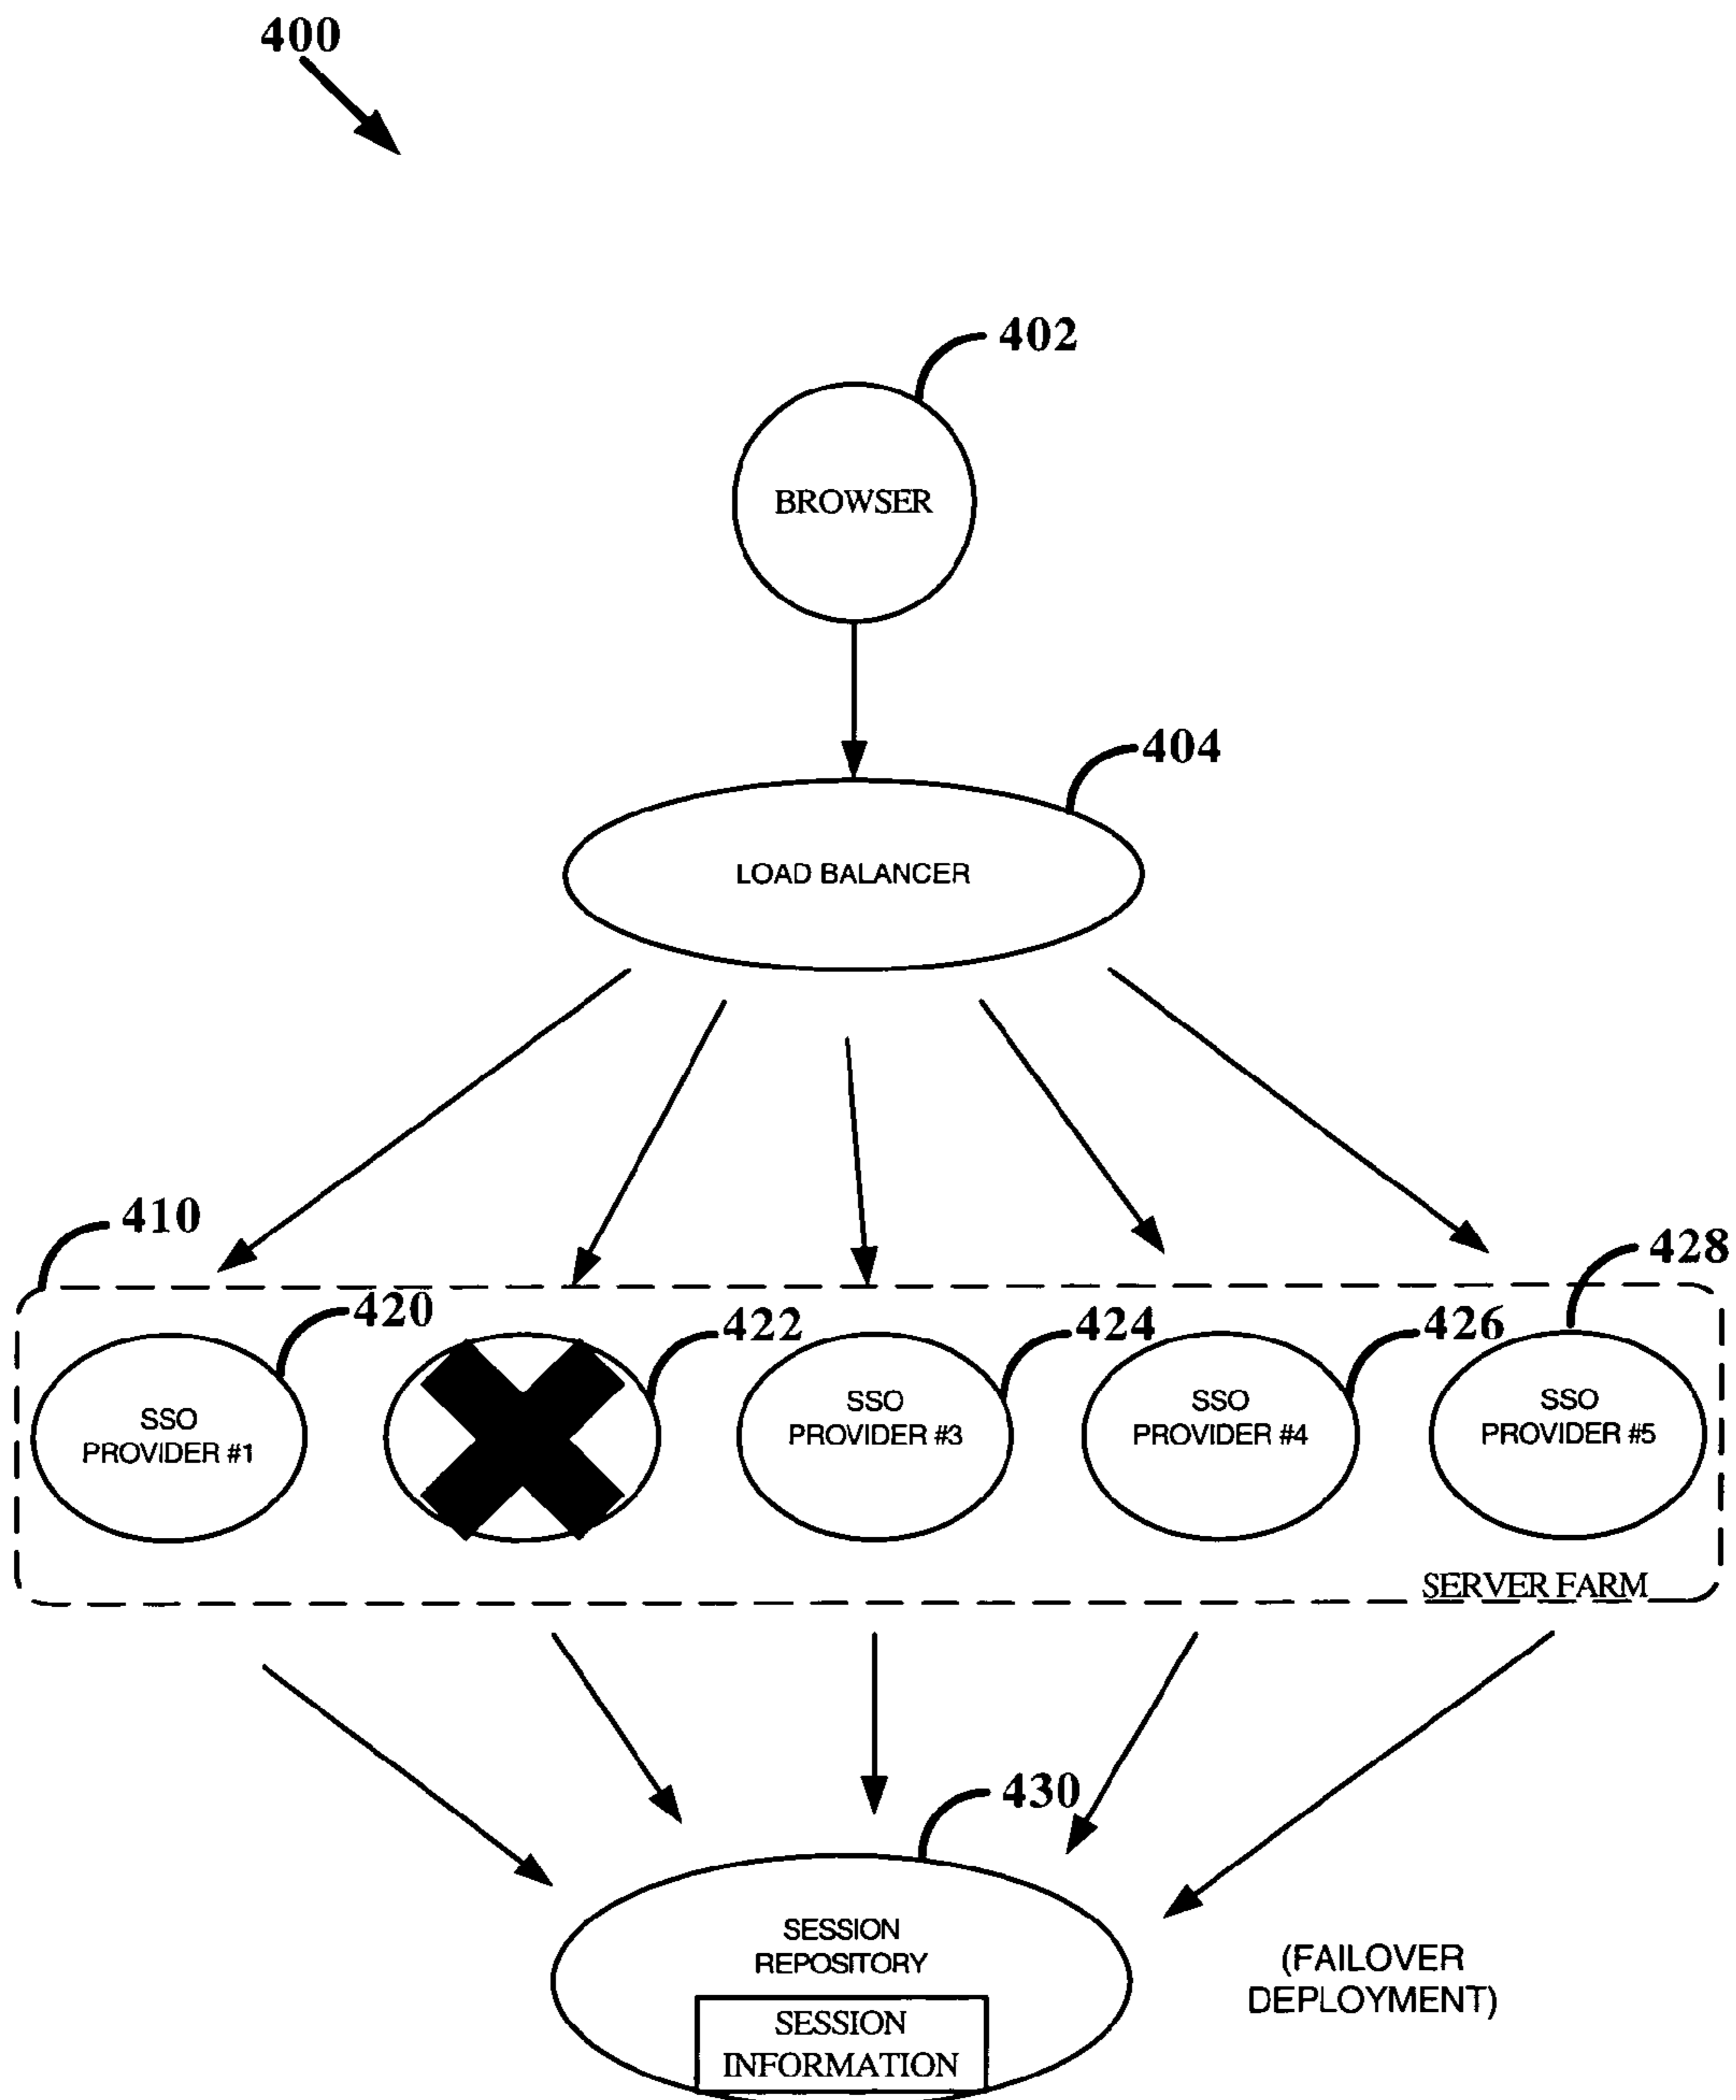 400
402
BROWSER
404
LOAD BALANCER
410
428
420
422
424
426
SSO
PROVIDER #1
SSO
PROVIDER #3
SSO
PROVIDER #4
SSO
PROVIDER #5
SERVER FARM
430
SESSION
REPOSITORY
SESSION
INFORMATION
(FAILOVER
DEPLOYMENT)